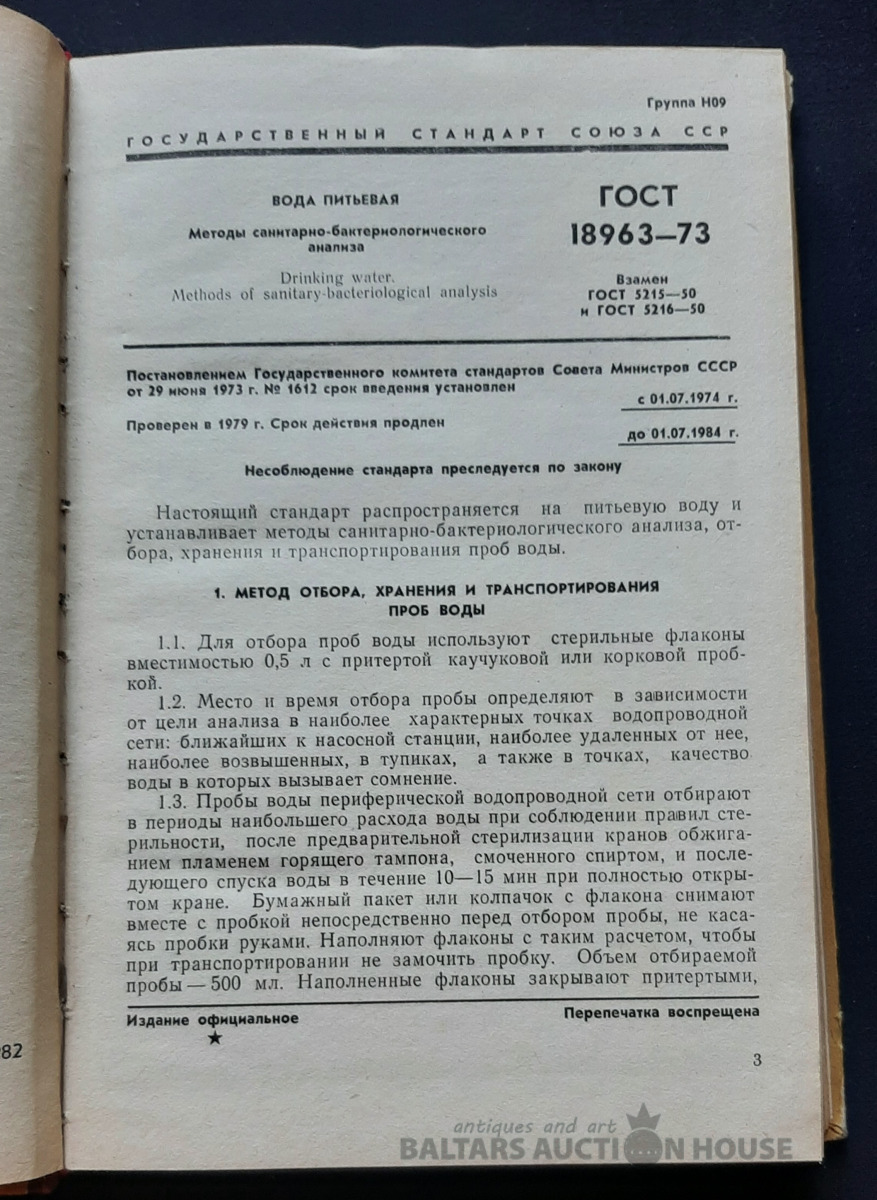 Группа Н09
ГОСУДАРСТВЕННЫЙ СТАНДАРТ СОЮЗА ССР
ВОДА ПИТЬЕВАЯ
Методы санитарно-бактериологического
анализа
Drinking water.
Methods of sanitary-bacteriological analysis
ГОСТ
18963—73
Взамен
ГОСТ 5215—50
и ГОСТ 5216—50
Постановлением Государственного комитета стандартов Совета Министров СССР
от 29 июня 1973 г. № 1612 срок введения установлен
с 01.07.1974 г.
Проверен в 1979 г. Срок действия продлен
до 01.07.1984 г.
Несоблюдение стандарта преследуется по закону
Настоящий стандарт распространяется на питьевую воду и
устанавливает методы санитарно-бактериологического анализа, от-
бора, хранения и транспортирования проб воды.
1. МЕТОД ОТБОРА, ХРАНЕНИЯ И ТРАНСПОРТИРОВАНИЯ
ПРОБ ВОДЫ
1.1. Для отбора проб воды используют стерильные флаконы
вместимостью 0,5 л с притертой каучуковой или корковой проб-
кой.
1.2. Место и время отбора пробы определяют в зависимости
от цели анализа в наиболее характерных точках водопроводной
сети: ближайших к насосной станции, наиболее удаленных от нее,
наиболее возвышенных, в тупиках, а также в точках, качество
воды в которых вызывает сомнение.
1.3. Пробы воды периферической водопроводной сети отбирают
в периоды наибольшего расхода воды при соблюдении правил сте-
рильности, после предварительной стерилизации кранов обжига-
нием пламенем горящего тампона, смоченного спиртом, и после-
дующего спуска воды в течение 10—15 мин при полностью откры-
том кране. Бумажный пакет или колпачок с флакона снимают
вместе с пробкой непосредственно перед отбором пробы, не каса-
ясь пробки руками. Наполняют флаконы с таким расчетом, чтобы
при транспортировании не замочить пробку. Объем отбираемой
пробы — 500 мл. Наполненные флаконы закрывают притертыми,
Издание официальное
Перепечатка воспрещена
★
982
3
antiques and art
BALTARS AUCTION HOUSE